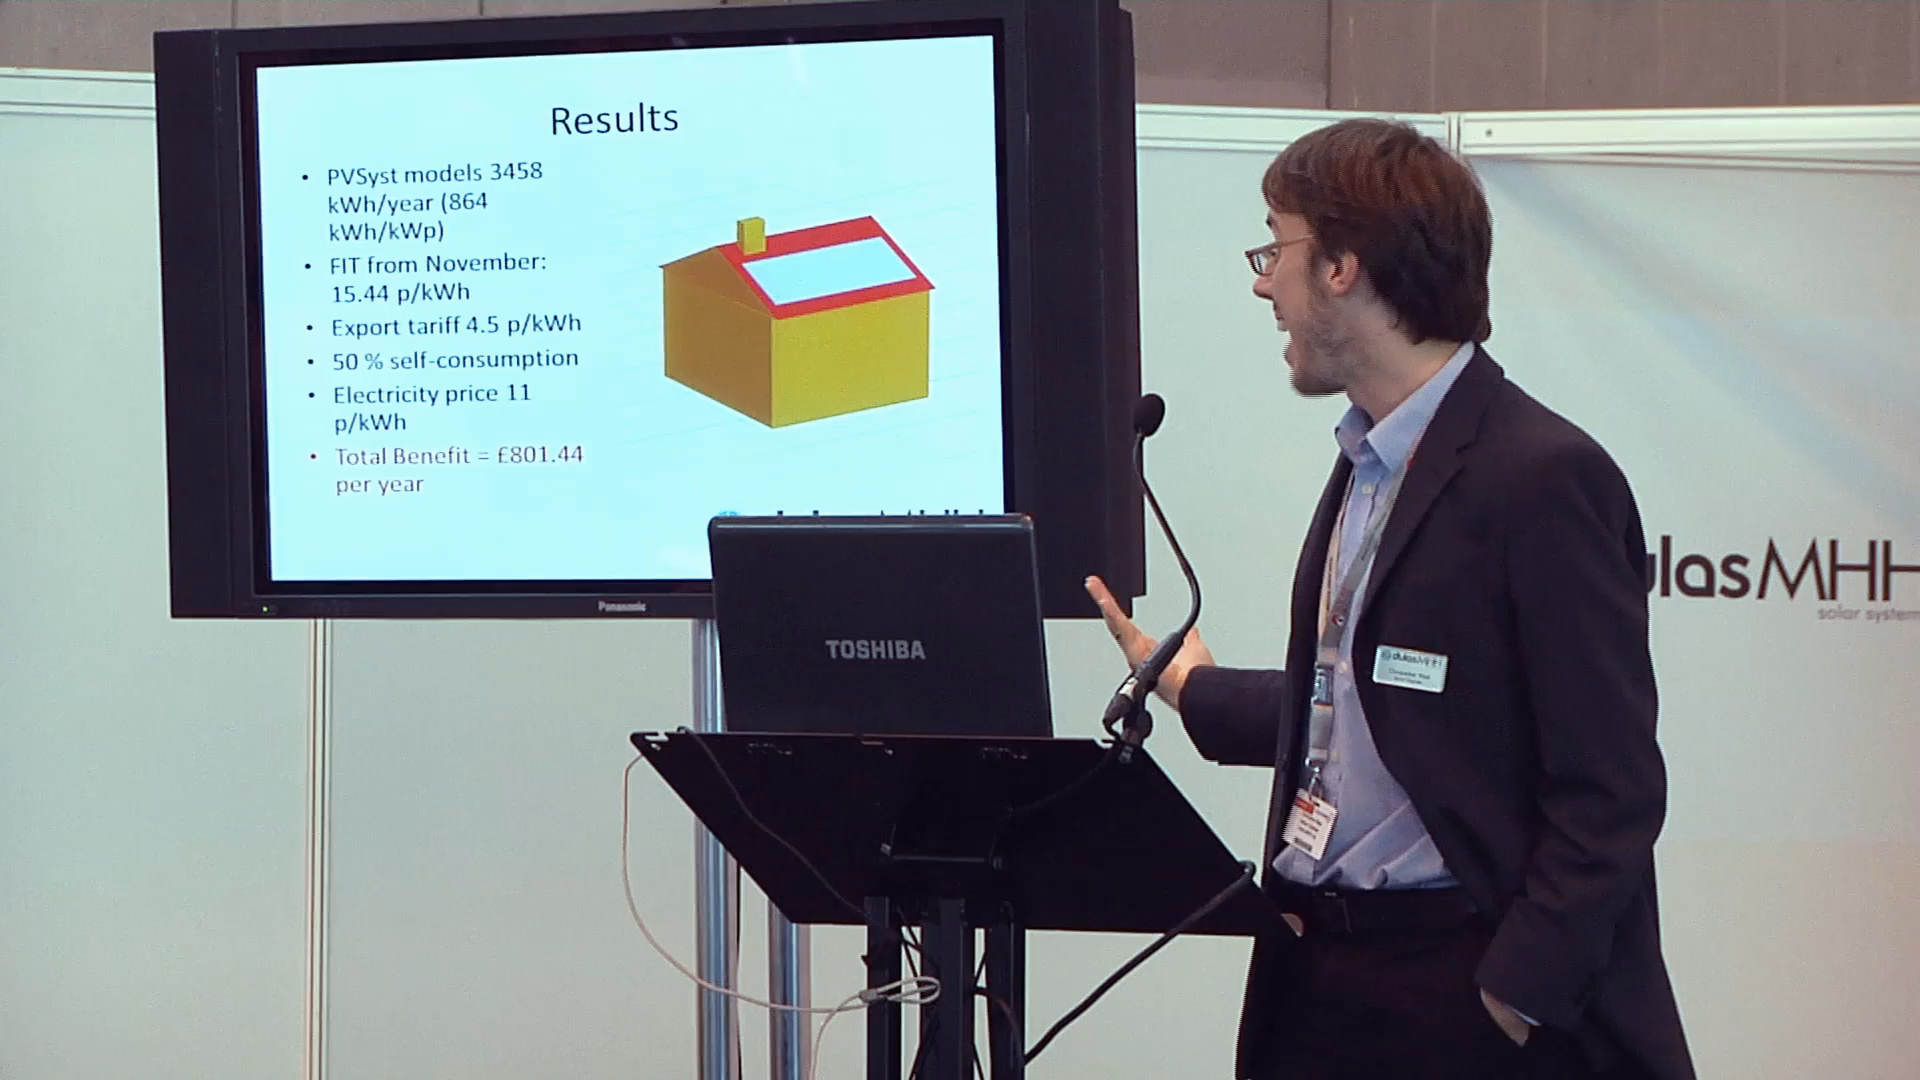 Results
• PVSyst models 3458
kWh/year (864
kWh/kWp)
• FIT from November:
15.44 p/kWh
• Export tariff 4.5 p/kWh
• 50 % self-consumption
• Electricity price 11
p/kWh
• Total Benefit = £801.44
per year
Panasonic
TOSHIBA
ulasMHH
solar system
dulasMHH